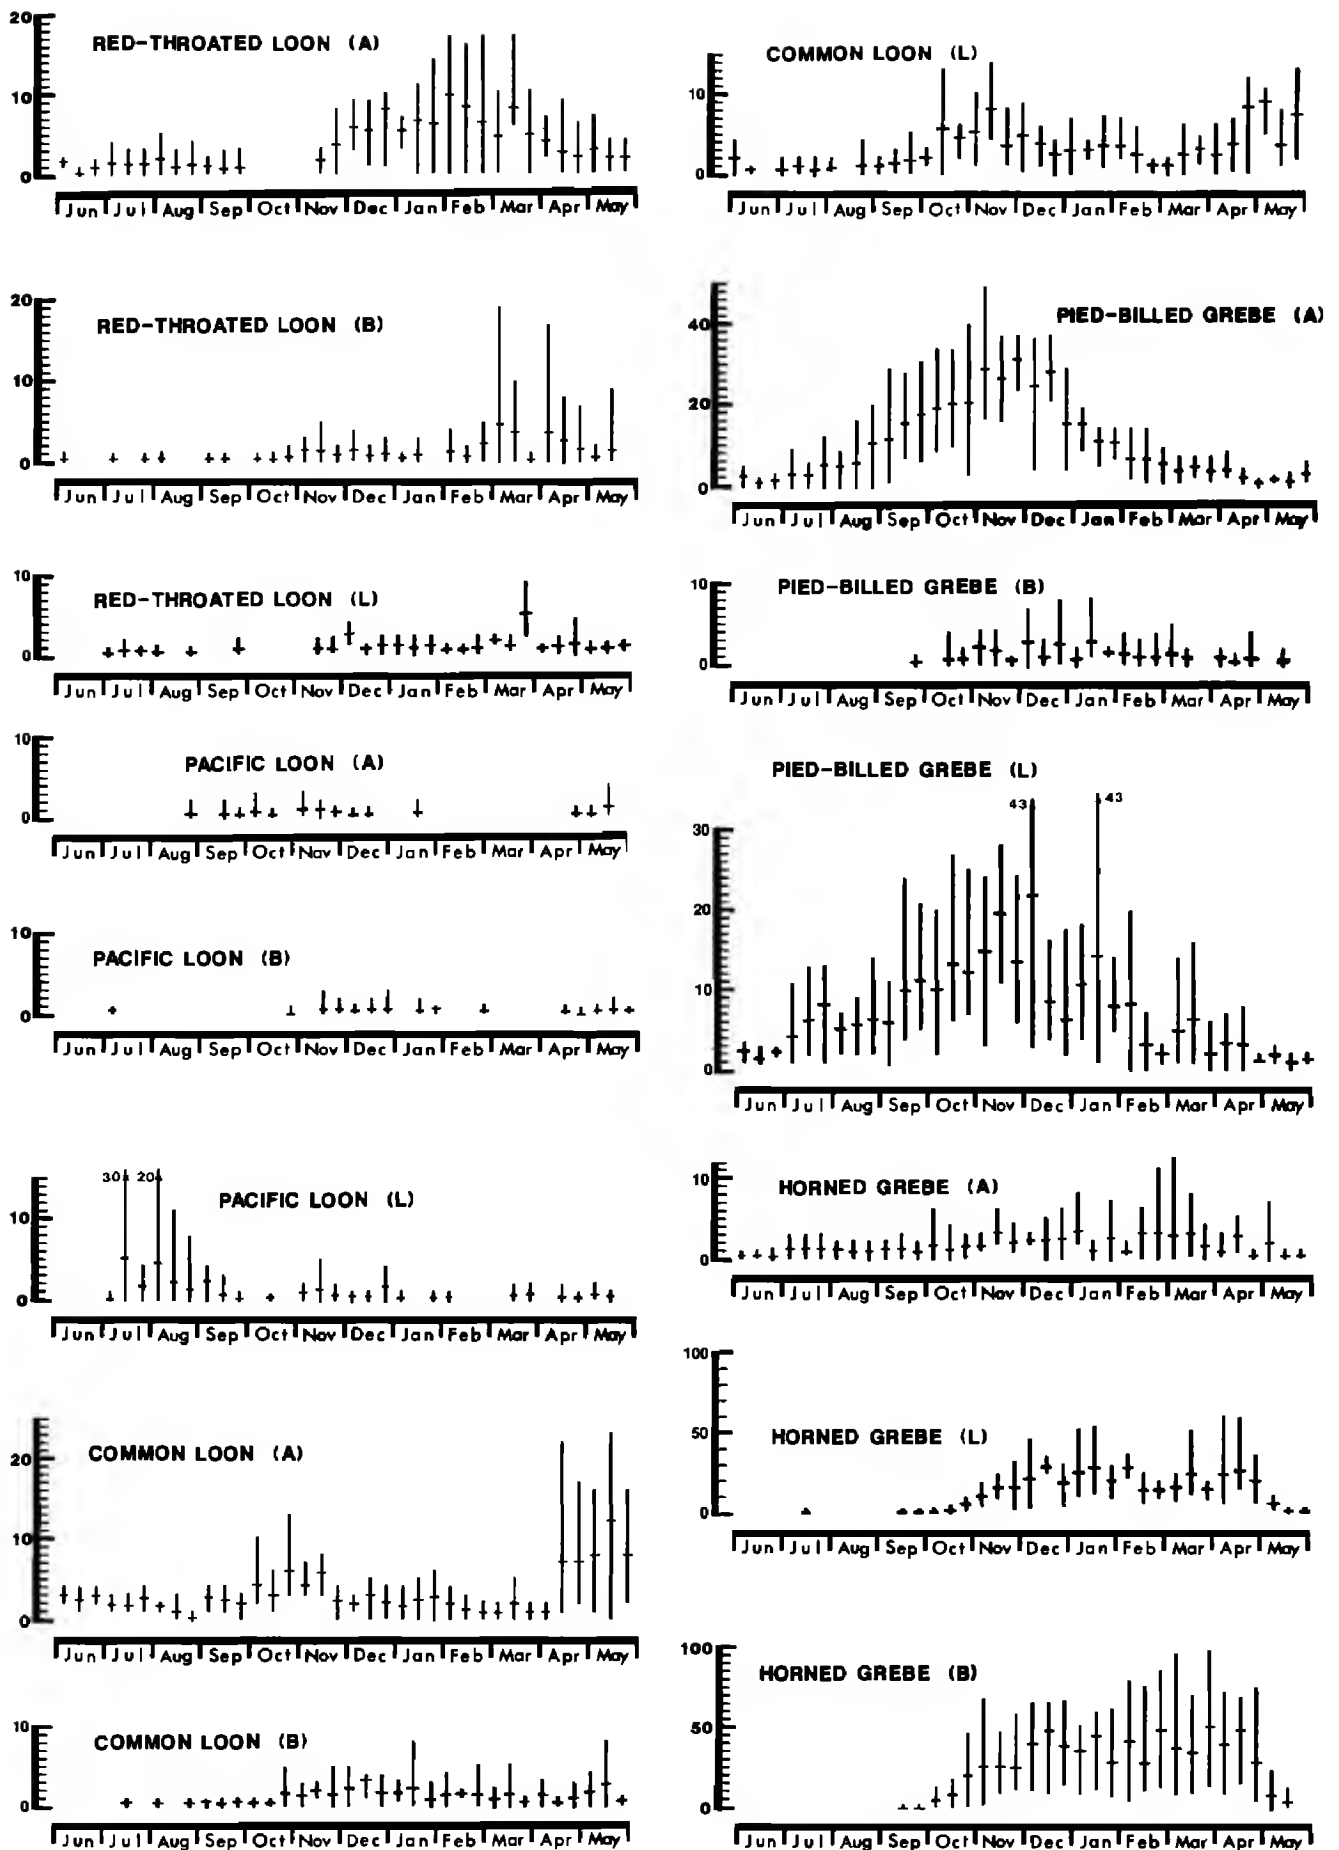 RED-THROATED LOON (A)
20
10
0
Jun Jul Aug Sep Oct Nov Dec Jan Feb Mar Apr May
RED-THROATED LOON (B)
20
10
0
Jun Jul Aug Sep Oct Nov Dec Jan Feb Mar Apr May
RED-THROATED LOON (L)
10
0
Jun Jul Aug Sep Oct Nov Dec Jan Feb Mar Apr May
PACIFIC LOON (A)
10
0
Jun Jul Aug Sep Oct Nov Dec Jan Feb Mar Apr May
PACIFIC LOON (B)
10
0
Jun Jul Aug Sep Oct Nov Dec Jan Feb Mar Apr May
30 20
PACIFIC LOON (L)
10
0
Jun Jul Aug Sep Oct Nov Dec Jan Feb Mar Apr May
COMMON LOON (A)
20
10
0
Jun Jul Aug Sep Oct Nov Dec Jan Feb Mar Apr May
COMMON LOON (B)
10
0
Jun Jul Aug Sep Oct Nov Dec Jan Feb Mar Apr May
COMMON LOON (L)
10
0
Jun Jul Aug Sep Oct Nov Dec Jan Feb Mar Apr May
PIED-BILLED GREBE (A)
40
20
0
Jun Jul Aug Sep Oct Nov Dec Jan Feb Mar Apr May
PIED-BILLED GREBE (B)
10
0
Jun Jul Aug Sep Oct Nov Dec Jan Feb Mar Apr May
PIED-BILLED GREBE (L)
43 43
30
20
10
0
Jun Jul Aug Sep Oct Nov Dec Jan Feb Mar Apr May
HORNED GREBE (A)
10
0
Jun Jul Aug Sep Oct Nov Dec Jan Feb Mar Apr May
100
HORNED GREBE (L)
50
0
Jun Jul Aug Sep Oct Nov Dec Jan Feb Mar Apr May
100
HORNED GREBE (B)
50
0
Jun Jul Aug Sep Oct Nov Dec Jan Feb Mar Apr May